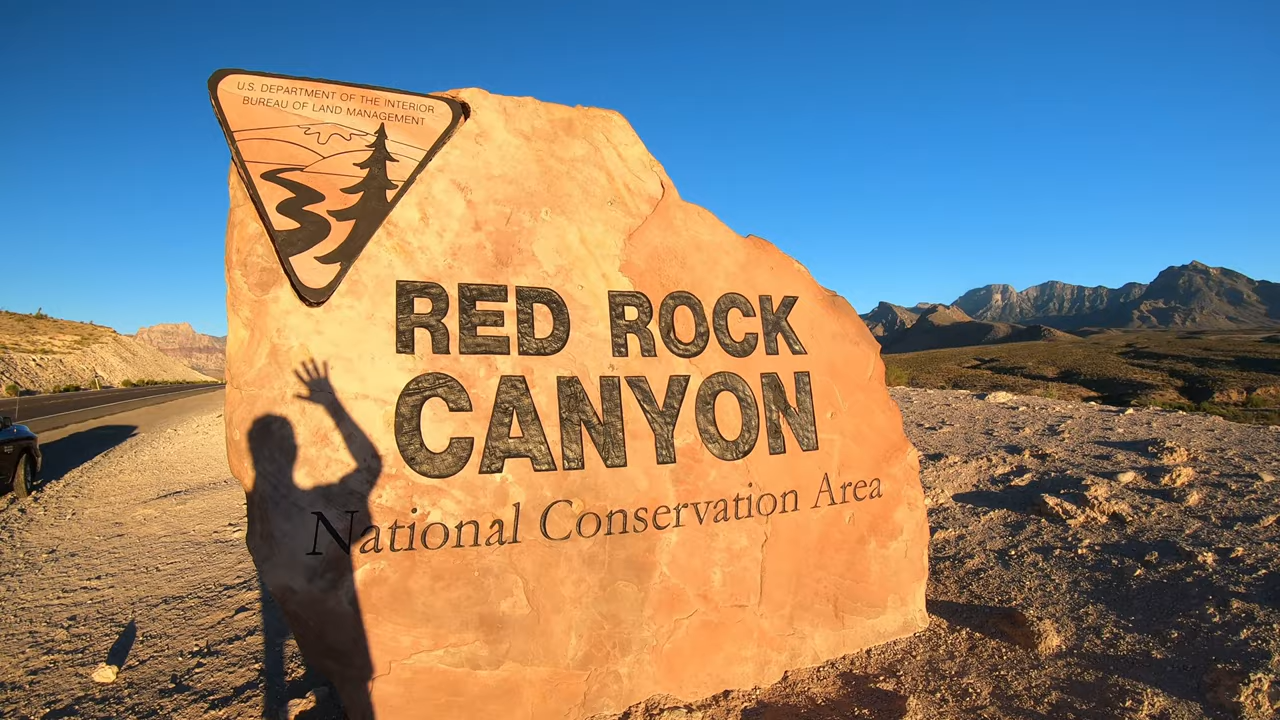 U.S. DEPARTMENT OF THE INTERIOR
BUREAU OF LAND MANAGEMENT
RED ROCK
CANYON
National Conservation Area